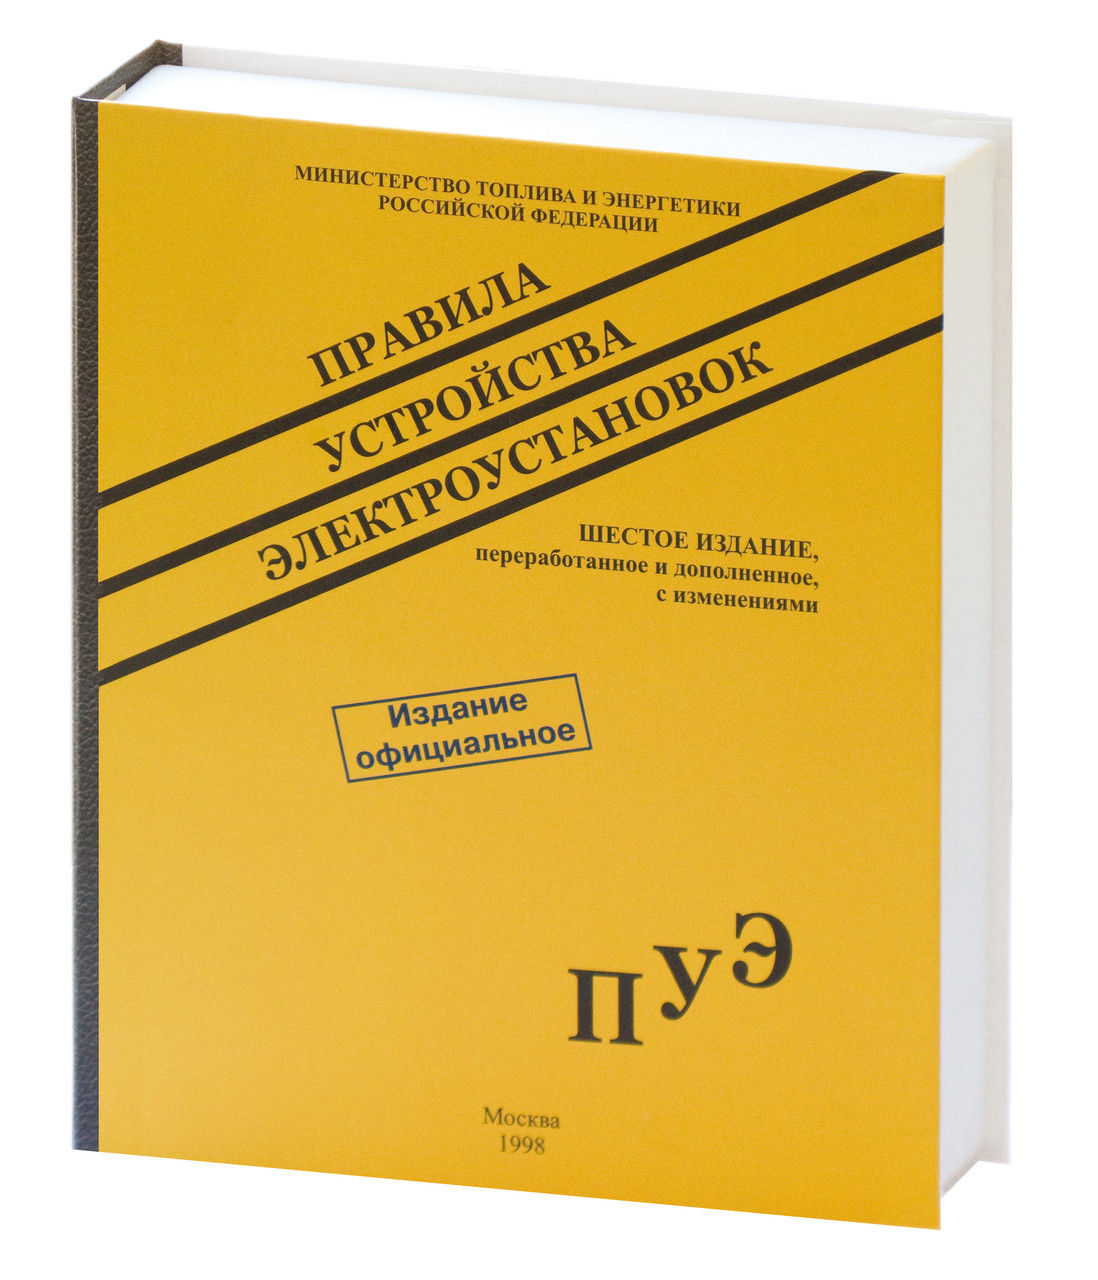 МИНИСТЕРСТВО ТОПЛИВА И ЭНЕРГЕТИКИ
РОССИЙСКОЙ ФЕДЕРАЦИИ
ПРАВИЛА
УСТРОЙСТВА
ЭЛЕКТРОУСТАНОВОК
ШЕСТОЕ ИЗДАНИЕ,
переработанное и дополненное,
с изменениями
Издание
официальное
ПУЭ
Москва
1998